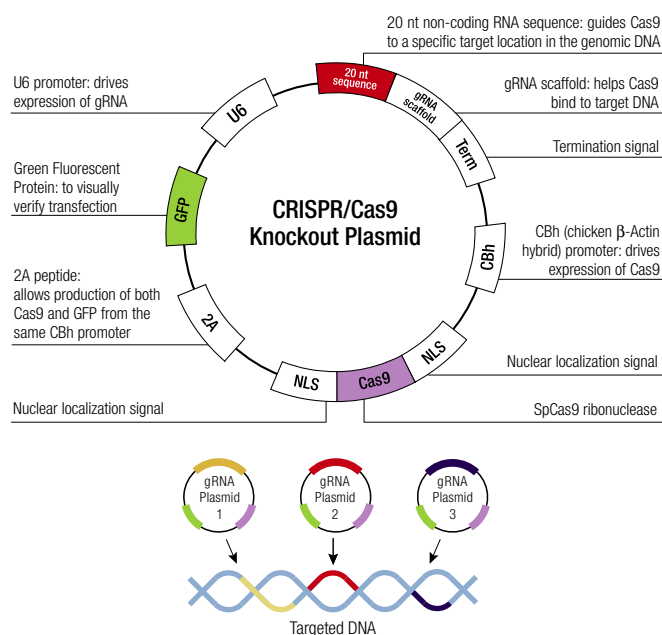 20 nt non-coding RNA sequence: guides Cas9
to a specific target location in the genomic DNA
U6 promoter: drives
expression of gRNA
20 nt
sequence
gRNA
scaffold
gRNA scaffold: helps Cas9
bind to target DNA
U6
Term
Termination signal
Green Fluorescent
Protein: to visually
verify transfection
GFP
CRISPR/Cas9
Knockout Plasmid
CBh
CBh (chicken β-Actin
hybrid) promoter: drives
expression of Cas9
2A peptide:
allows production of both
Cas9 and GFP from the
same CBh promoter
2A
NLS
Cas9
NLS
Nuclear localization signal
Nuclear localization signal
SpCas9 ribonuclease
gRNA
Plasmid
1
gRNA
Plasmid
2
gRNA
Plasmid
3
Targeted DNA